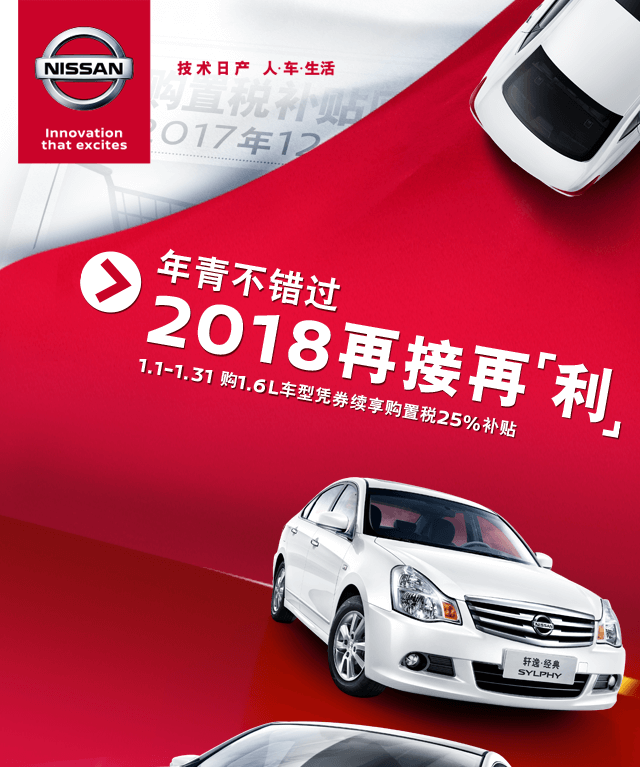 NISSAN
Innovation
that excites
技术日产 人·车·生活
购置税补贴
2017年12
年青不错过
2018再接再「利」
1.1-1.31 购1.6L车型凭券续享购置税25%补贴
轩逸·经典
SYLPHY